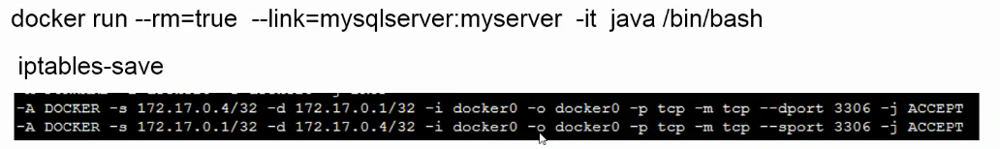 docker run --rm=true --link=mysqlserver:myserver -it java /bin/bash
iptables-save
-A DOCKER -s 172.17.0.4/32 -d 172.17.0.1/32 -i docker0 -o docker0 -p tcp -m tcp --dport 3306 -j ACCEPT
-A DOCKER -s 172.17.0.1/32 -d 172.17.0.4/32 -i docker0 -o docker0 -p tcp -m tcp --sport 3306 -j ACCEPT